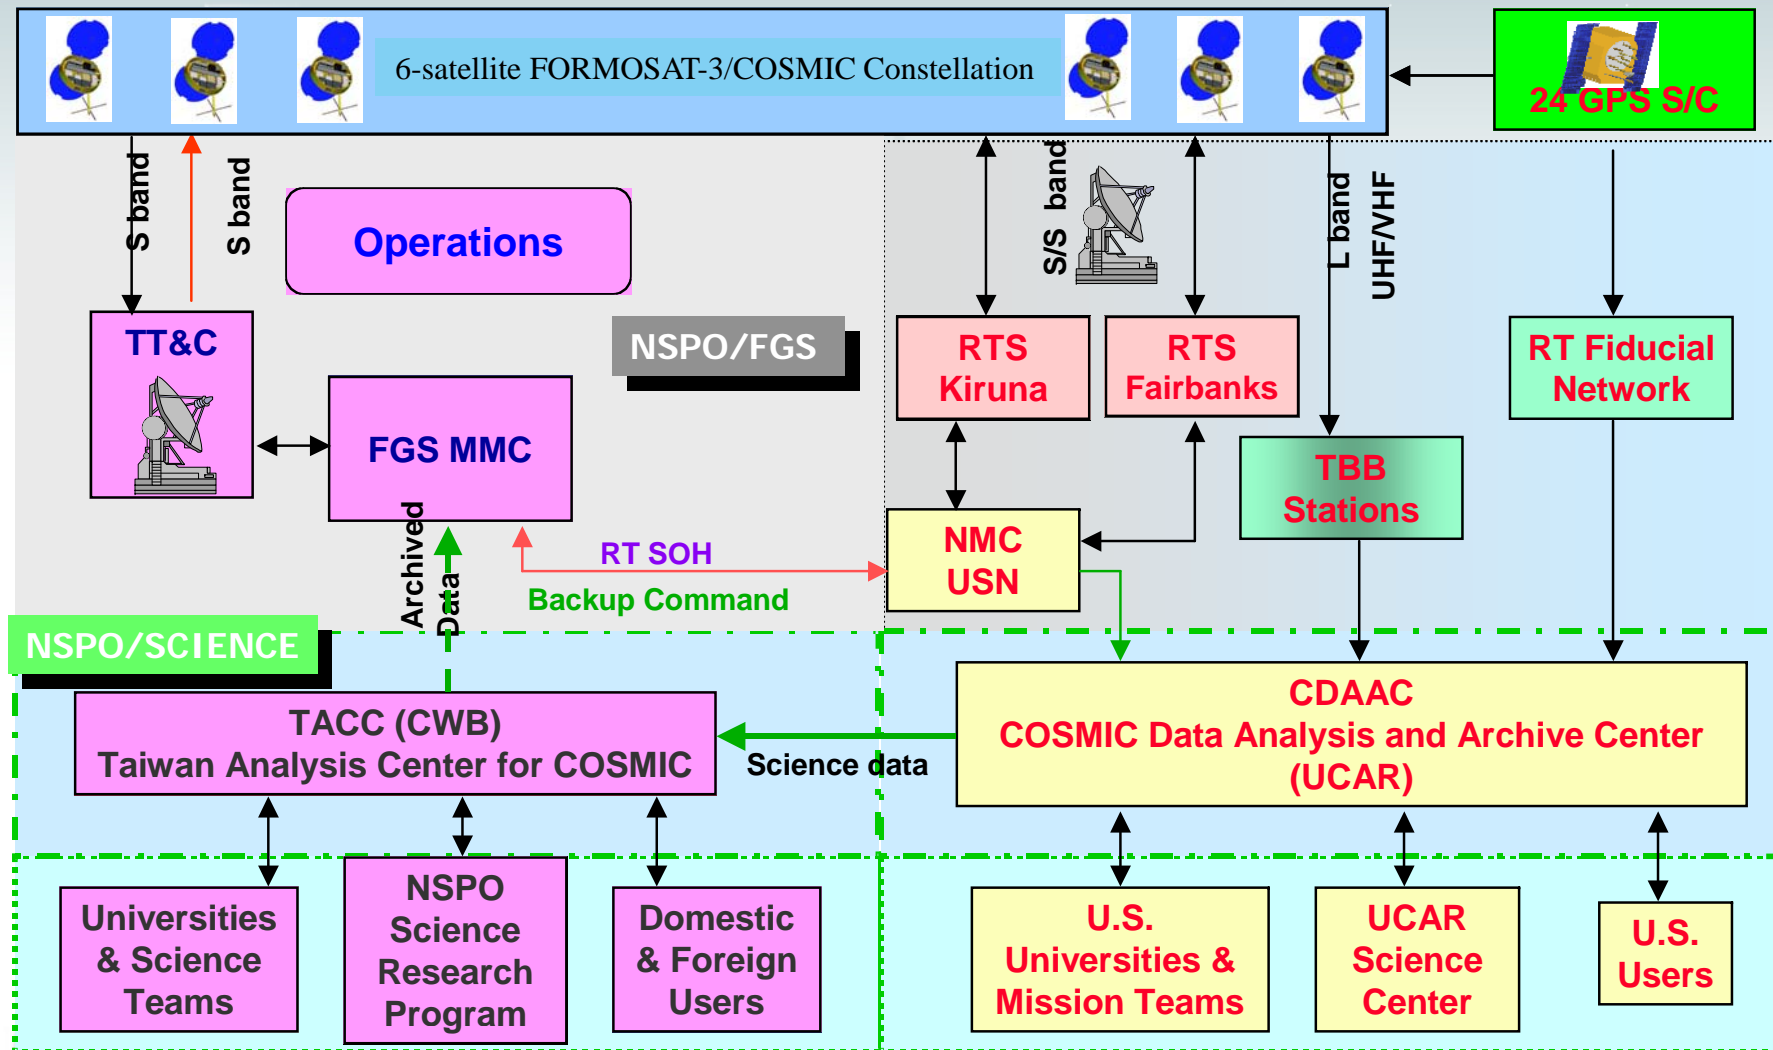 6-satellite FORMOSAT-3/COSMIC Constellation
24 GPS S/C
S band
S band
S/S band
L band
UHF/VHF
Operations
NSPO/FGS
TT&C
FGS MMC
RTS
Kiruna
RTS
Fairbanks
RT Fiducial
Network
TBB
Stations
NMC
USN
Archived
Data
RT SOH
Backup Command
NSPO/SCIENCE
TACC (CWB)
Taiwan Analysis Center for COSMIC
Science data
CDAAC
COSMIC Data Analysis and Archive Center
(UCAR)
Universities
& Science
Teams
NSPO
Science
Research
Program
Domestic
& Foreign
Users
U.S.
Universities &
Mission Teams
UCAR
Science
Center
U.S.
Users